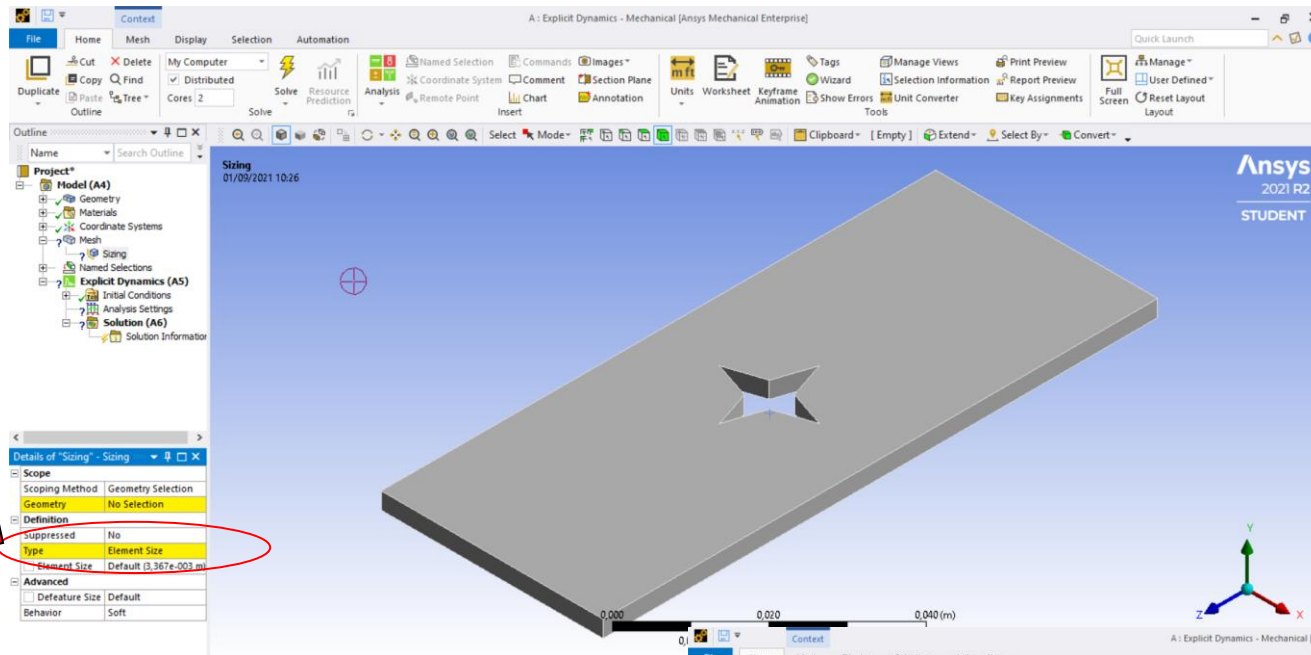 Context
A : Explicit Dynamics - Mechanical [Ansys Mechanical Enterprise]
File Home Mesh Display Selection Automation
Quick Launch
Duplicate
Cut
Copy
Paste
Delete
Find
Tree
Outline
My Computer
Distributed
Cores 2
Solve
Resource Prediction
Solve
Analysis
Named Selection
Coordinate System
Remote Point
Commands
Comment
Chart
Images
Section Plane
Annotation
Insert
Units
Worksheet
Keyframe Animation
Tags
Wizard
Show Errors
Manage Views
Selection Information
Unit Converter
Print Preview
Report Preview
Key Assignments
Tools
Full Screen
Manage
User Defined
Reset Layout
Layout
Outline
Select Mode Clipboard [ Empty ] Extend Select By Convert
Name Search Outline
Project*
Model (A4)
Geometry
Materials
Coordinate Systems
Mesh
Sizing
Named Selections
Explicit Dynamics (A5)
Initial Conditions
Analysis Settings
Solution (A6)
Solution Information
Sizing
01/09/2021 10:26
Ansys
2021 R2
STUDENT
Details of "Sizing" - Sizing
Scope
Scoping Method Geometry Selection
Geometry No Selection
Definition
Suppressed No
Type Element Size
Element Size Default (3,367e-003 m)
Advanced
Defeature Size Default
Behavior Soft
0,000 0,020 0,040 (m)
Y
Z
X
Context
A : Explicit Dynamics - Mechanical [